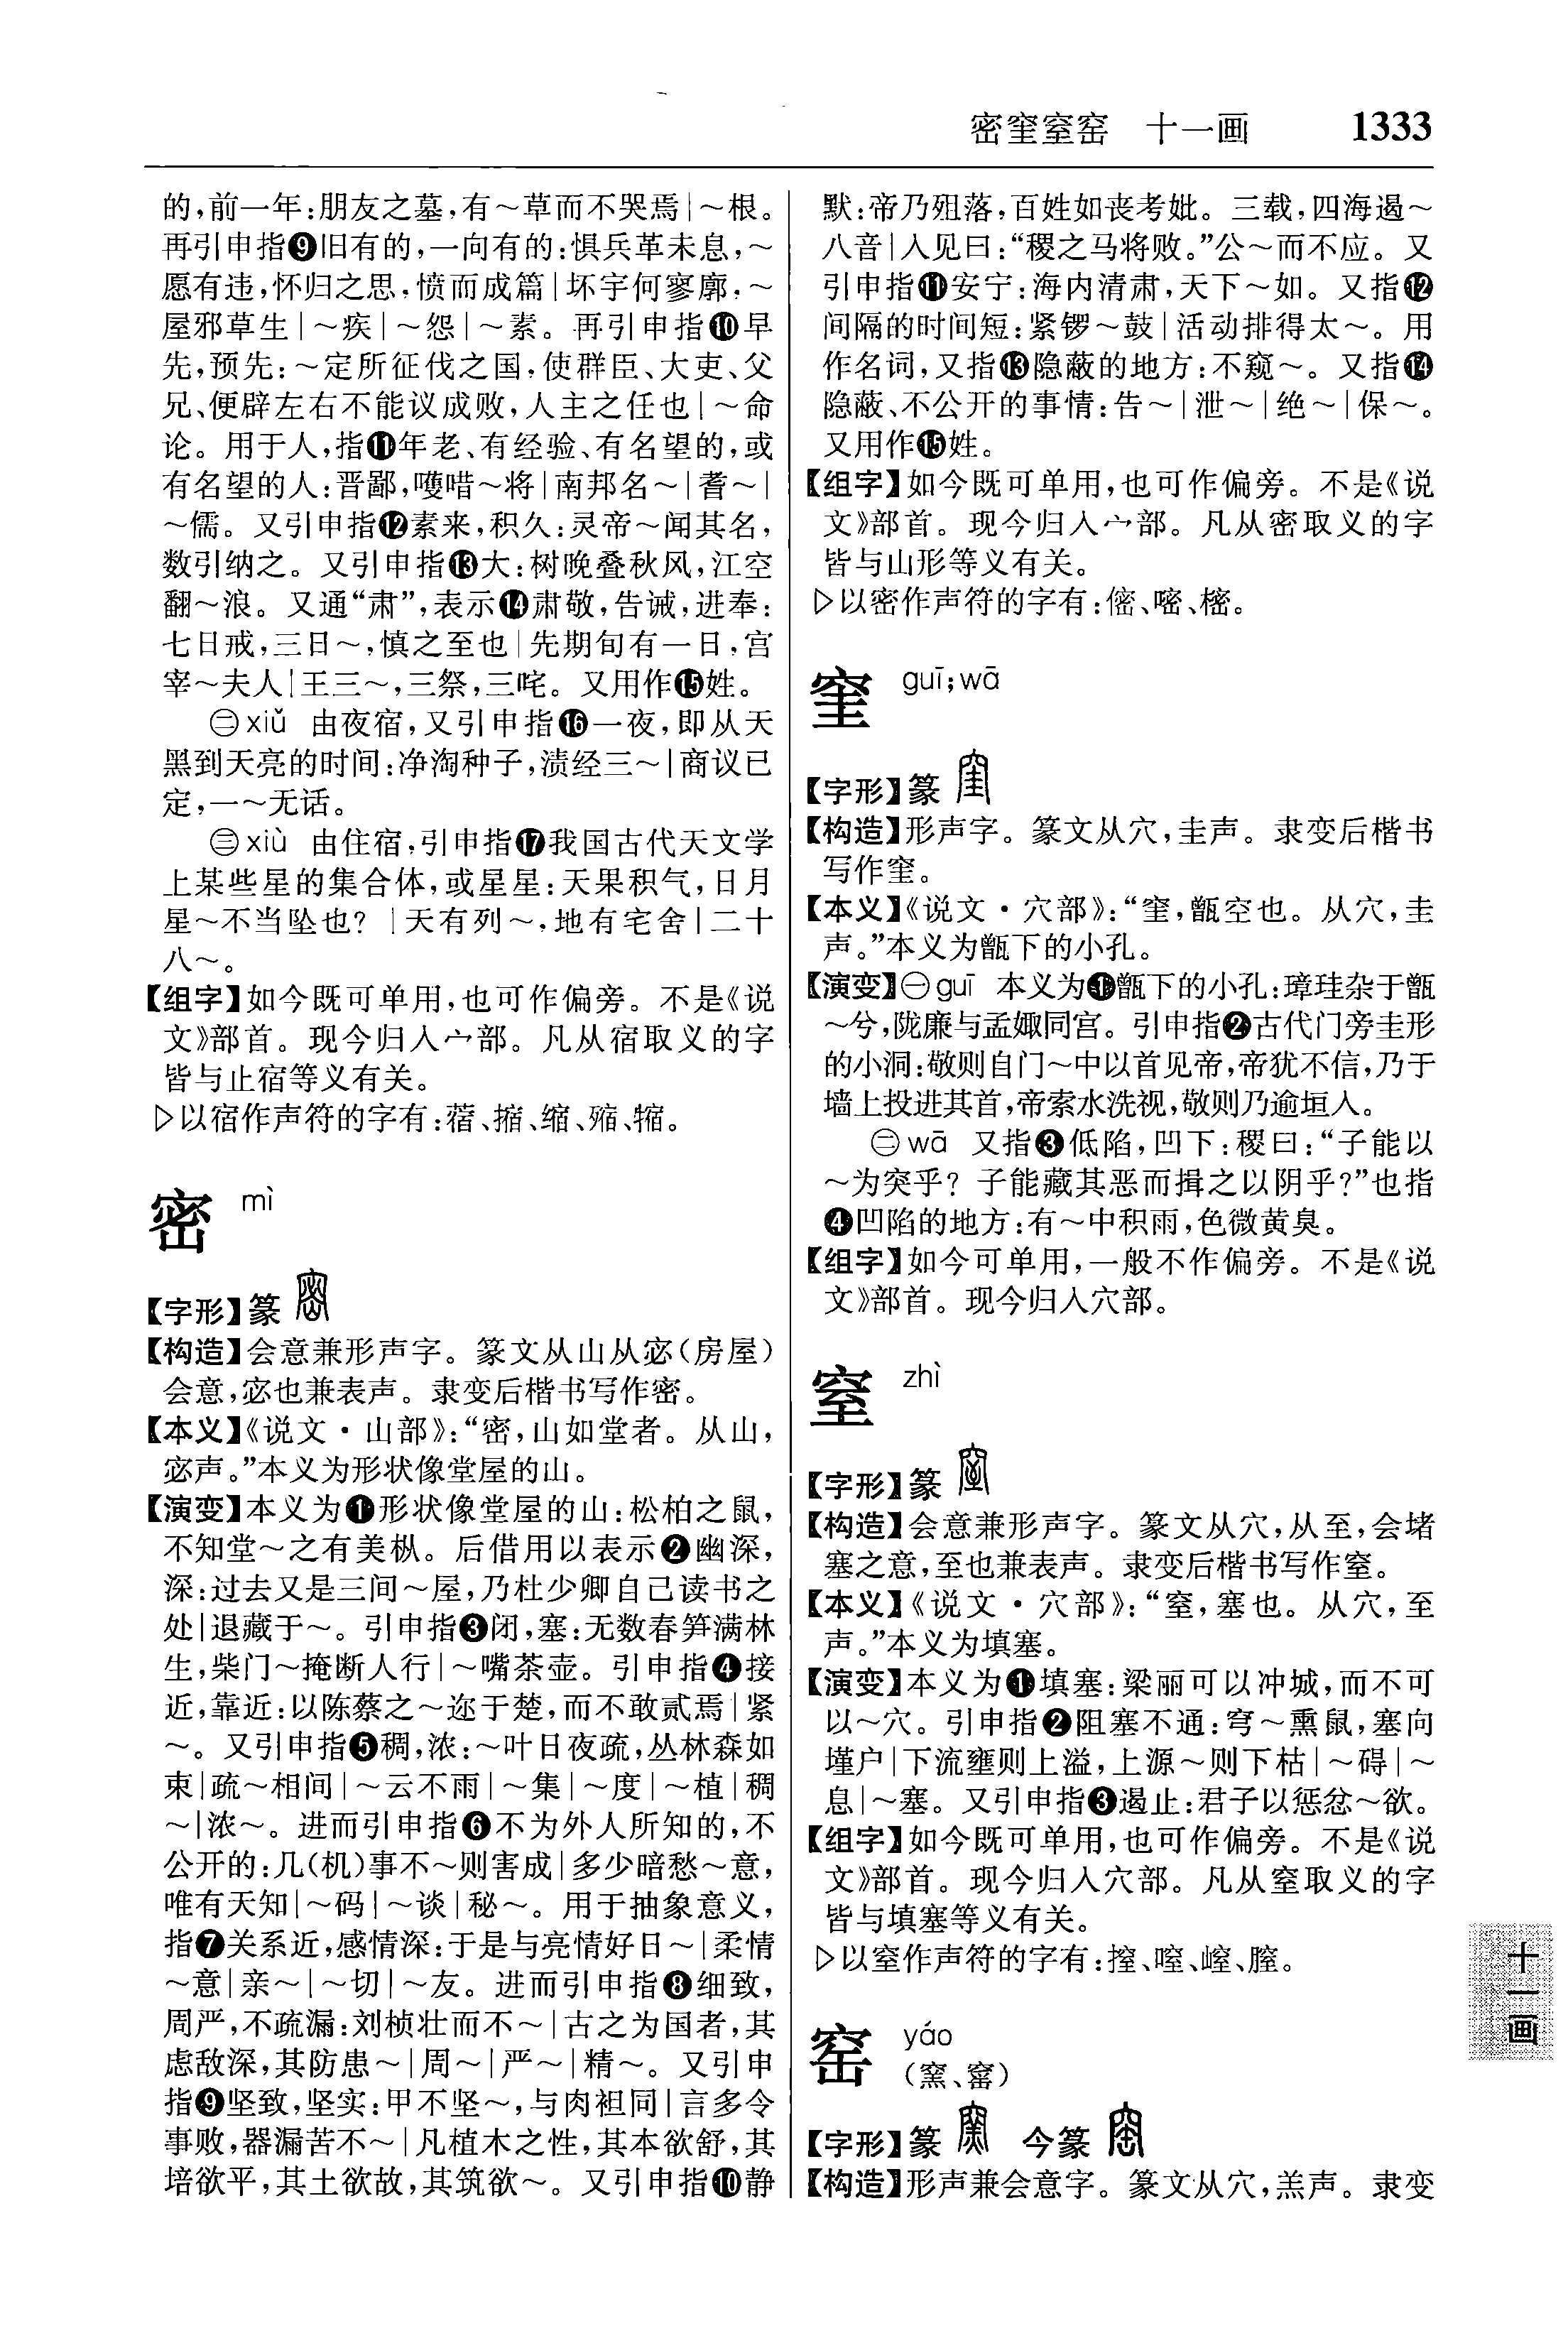 密窐窒窑　十一画　1333
的,前一年:朋友之墓,有～草而不哭焉|～根。
再引申指❾旧有的,一向有的:惧兵革未息,～
愿有违,怀归之思,愤而成篇|坏宇何寥廓,～
屋邪草生|～疾|～怨|～素。再引申指❿早
先,预先:～定所征伐之国,使群臣、大吏、父
兄、便辟左右不能议成败,人主之任也|～命
论。用于人,指⓫年老、有经验、有名望的,或
有名望的人:晋鄙,嚄唶～将|南邦名～|耆～|
～儒。又引申指⓬素来,积久:灵帝～闻其名,
数引纳之。又引申指⓭大:树晚叠秋风,江空
翻～浪。又通“肃”,表示⓮肃敬,告诫,进奉:
七日戒,三日～,慎之至也|先期旬有一日,宫
宰～夫人|王三～,三祭,三咤。又用作⓯姓。
㊁xiǔ 由夜宿,又引申指⓰一夜,即从天
黑到天亮的时间:净淘种子,渍经三～|商议已
定,一～无话。
㊂xiù 由住宿,引申指⓱我国古代天文学
上某些星的集合体,或星星:天果积气,日月
星～不当坠也?|天有列～,地有宅舍|二十
八～。
【组字】如今既可单用,也可作偏旁。不是《说
文》部首。现今归入宀部。凡从宿取义的字
皆与止宿等义有关。
▷以宿作声符的字有:蓿、摍、缩、㱖、㹱。
密 mì
【字形】篆
【构造】会意兼形声字。篆文从山从宓(房屋)
会意,宓也兼表声。隶变后楷书写作密。
【本义】《说文·山部》:“密,山如堂者。从山,
宓声。”本义为形状像堂屋的山。
【演变】本义为❶形状像堂屋的山:松柏之鼠,
不知堂～之有美枞。后借用以表示❷幽深,
深:过去又是三间～屋,乃杜少卿自己读书之
处|退藏于～。引申指❸闭,塞:无数春笋满林
生,柴门～掩断人行|～嘴茶壶。引申指❹接
近,靠近:以陈蔡之～迩于楚,而不敢贰焉|紧
～。又引申指❺稠,浓:～叶日夜疏,丛林森如
束|疏～相间|～云不雨|～集|～度|～植|稠
～|浓～。进而引申指❻不为外人所知的,不
公开的:几(机)事不～则害成|多少暗愁～意,
唯有天知|～码|～谈|秘～。用于抽象意义,
指❼关系近,感情深:于是与亮情好日～|柔情
～意|亲～|～切|～友。进而引申指❽细致,
周严,不疏漏:刘桢壮而不～|古之为国者,其
虑敌深,其防患～|周～|严～|精～。又引申
指❾坚致,坚实:甲不坚～,与肉袒同|言多令
事败,器漏苦不～|凡植木之性,其本欲舒,其
培欲平,其土欲故,其筑欲～。又引申指❿静
默:帝乃殂落,百姓如丧考妣。三载,四海遏～
八音|入见曰:“稷之马将败。”公～而不应。又
引申指⓫安宁:海内清肃,天下～如。又指⓬
间隔的时间短:紧锣～鼓|活动排得太～。用
作名词,又指⓭隐蔽的地方:不窥～。又指⓮
隐蔽、不公开的事情:告～|泄～|绝～|保～。
又用作⓯姓。
【组字】如今既可单用,也可作偏旁。不是《说
文》部首。现今归入宀部。凡从密取义的字
皆与山形等义有关。
▷以密作声符的字有:㑻、嘧、樒。
窐 guī;wā
【字形】篆
【构造】形声字。篆文从穴,圭声。隶变后楷书
写作窐。
【本义】《说文·穴部》:“窐,甑空也。从穴,圭
声。”本义为甑下的小孔。
【演变】㊀guī 本义为❶甑下的小孔:璋珪杂于甑
～兮,陇廉与孟娵同宫。引申指❷古代门旁圭形
的小洞:敬则自门～中以首见帝,帝犹不信,乃于
墙上投进其首,帝索水洗视,敬则乃逾垣入。
㊁wā 又指❸低陷,凹下:稷曰:“子能以
～为突乎?子能藏其恶而揖之以阴乎?”也指
❹凹陷的地方:有～中积雨,色微黄臭。
【组字】如今可单用,一般不作偏旁。不是《说
文》部首。现今归入穴部。
窒 zhì
【字形】篆
【构造】会意兼形声字。篆文从穴,从至,会堵
塞之意,至也兼表声。隶变后楷书写作窒。
【本义】《说文·穴部》:“窒,塞也。从穴,至
声。”本义为填塞。
【演变】本义为❶填塞:梁丽可以冲城,而不可
以～穴。引申指❷阻塞不通:穹～熏鼠,塞向
墐户|下流壅则上溢,上源～则下枯|～碍|～
息|～塞。又引申指❸遏止:君子以惩忿～欲。
【组字】如今既可单用,也可作偏旁。不是《说
文》部首。现今归入穴部。凡从窒取义的字
皆与填塞等义有关。
▷以窒作声符的字有:挃、㗧、㟷、膣。
窑 yáo
(窯、窰)
【字形】篆　今篆
【构造】形声兼会意字。篆文从穴,羔声。隶变
十一画